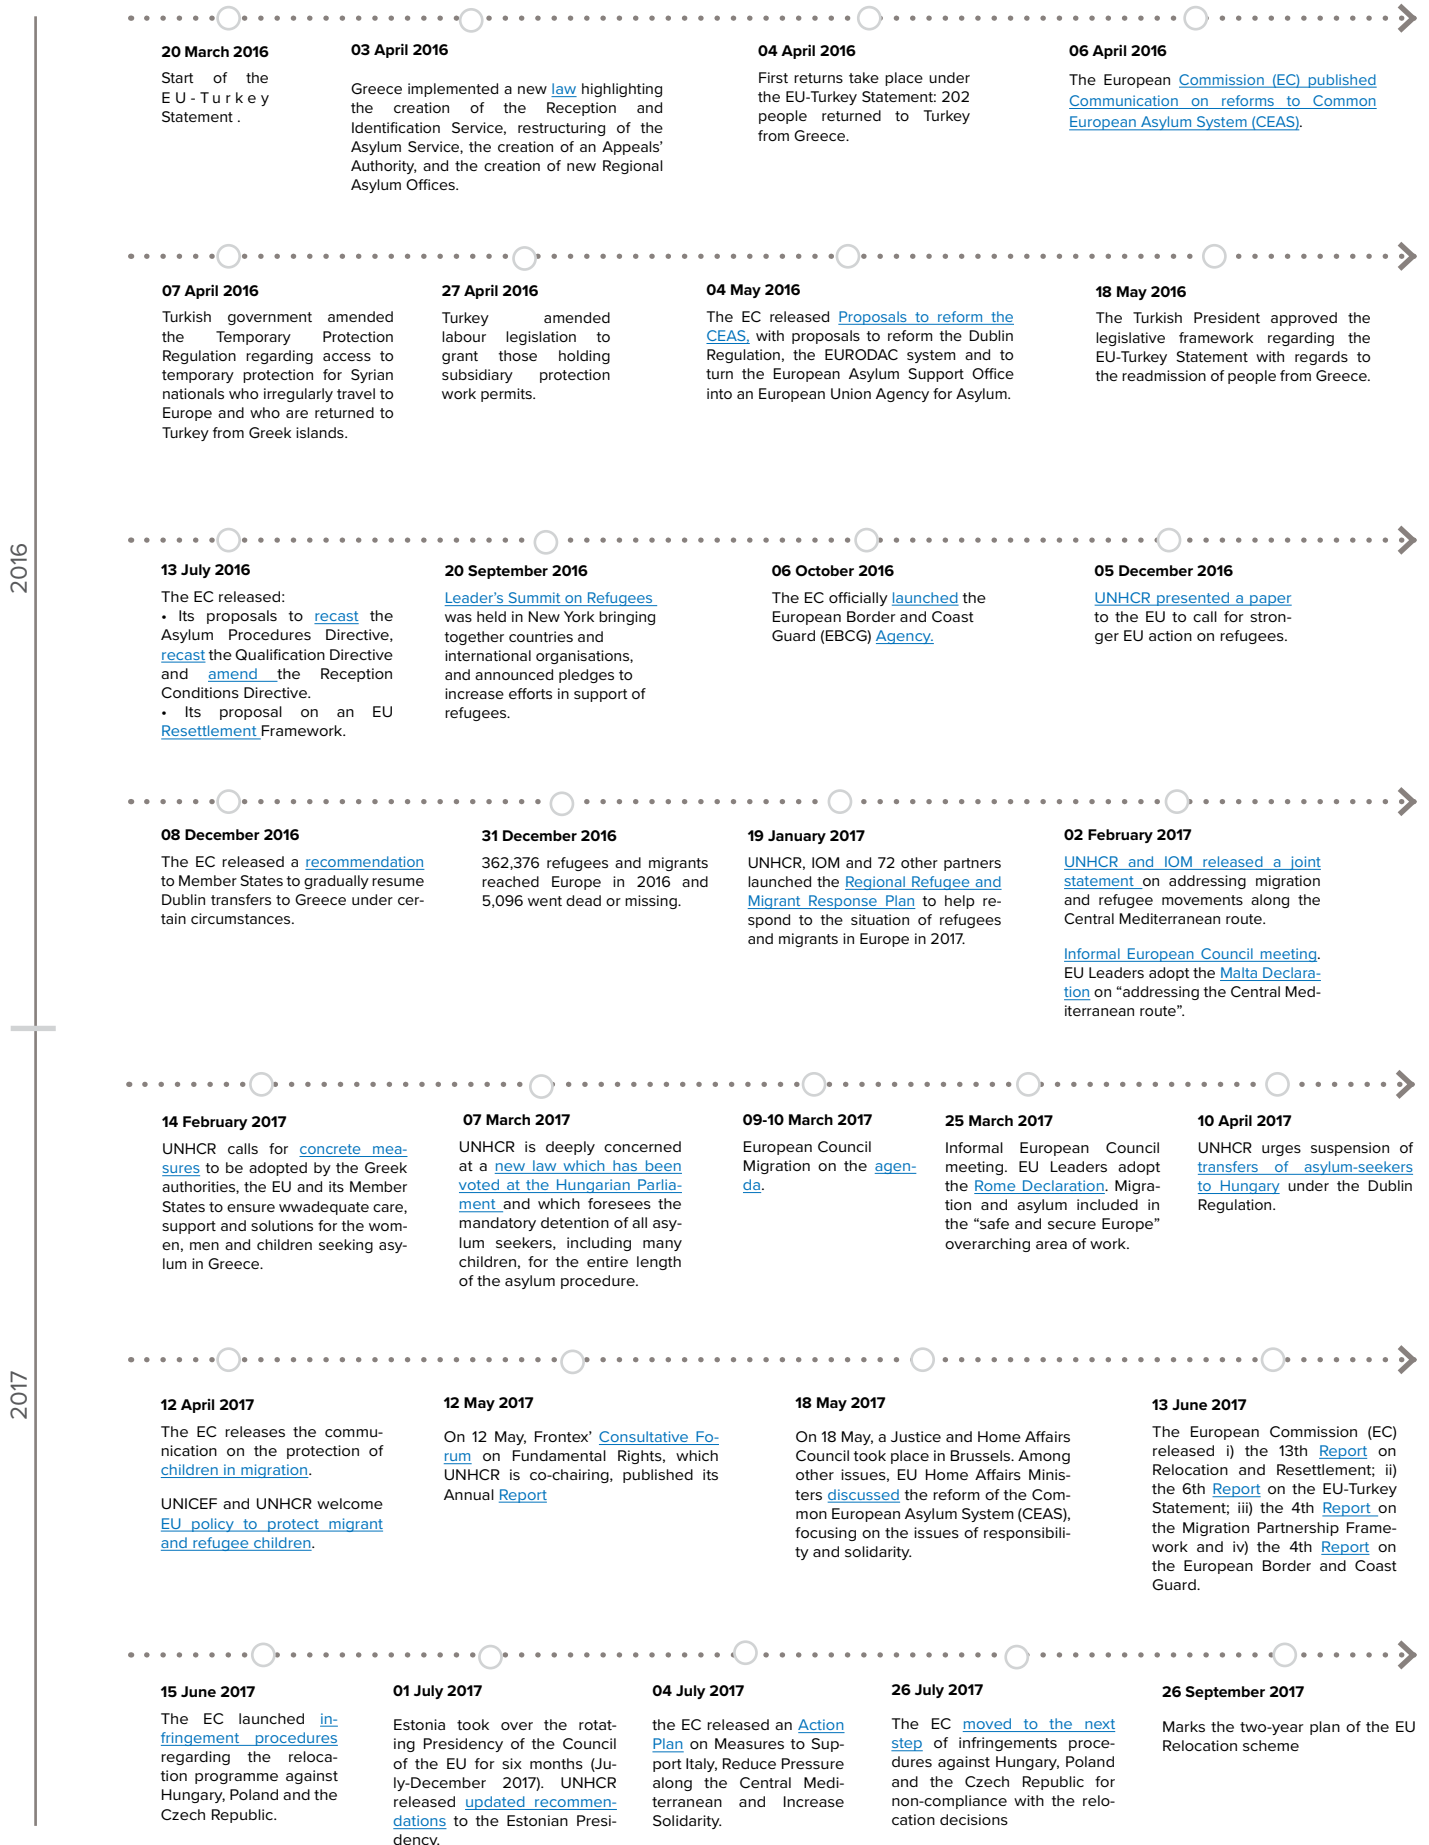 20 March 2016
Start of the
EU-Turkey
Statement .
03 April 2016
Greece implemented a new law highlighting
the creation of the Reception and
Identification Service, restructuring of the
Asylum Service, the creation of an Appeals’
Authority, and the creation of new Regional
Asylum Offices.
04 April 2016
First returns take place under
the EU-Turkey Statement: 202
people returned to Turkey
from Greece.
06 April 2016
The European Commission (EC) published
Communication on reforms to Common
European Asylum System (CEAS).
07 April 2016
Turkish government amended
the Temporary Protection
Regulation regarding access to
temporary protection for Syrian
nationals who irregularly travel to
Europe and who are returned to
Turkey from Greek islands.
27 April 2016
Turkey amended
labour legislation to
grant those holding
subsidiary protection
work permits.
04 May 2016
The EC released Proposals to reform the
CEAS, with proposals to reform the Dublin
Regulation, the EURODAC system and to
turn the European Asylum Support Office
into an European Union Agency for Asylum.
18 May 2016
The Turkish President approved the
legislative framework regarding the
EU-Turkey Statement with regards to
the readmission of people from Greece.
2016
13 July 2016
The EC released:
• Its proposals to recast the
Asylum Procedures Directive,
recast the Qualification Directive
and amend the Reception
Conditions Directive.
• Its proposal on an EU
Resettlement Framework.
20 September 2016
Leader’s Summit on Refugees
was held in New York bringing
together countries and
international organisations,
and announced pledges to
increase efforts in support of
refugees.
06 October 2016
The EC officially launched the
European Border and Coast
Guard (EBCG) Agency.
05 December 2016
UNHCR presented a paper
to the EU to call for stron-
ger EU action on refugees.
08 December 2016
The EC released a recommendation
to Member States to gradually resume
Dublin transfers to Greece under cer-
tain circumstances.
31 December 2016
362,376 refugees and migrants
reached Europe in 2016 and
5,096 went dead or missing.
19 January 2017
UNHCR, IOM and 72 other partners
launched the Regional Refugee and
Migrant Response Plan to help re-
spond to the situation of refugees
and migrants in Europe in 2017.
02 February 2017
UNHCR and IOM released a joint
statement on addressing migration
and refugee movements along the
Central Mediterranean route.
Informal European Council meeting.
EU Leaders adopt the Malta Declara-
tion on “addressing the Central Med-
iterranean route”.
14 February 2017
UNHCR calls for concrete mea-
sures to be adopted by the Greek
authorities, the EU and its Member
States to ensure wwadequate care,
support and solutions for the wom-
en, men and children seeking asy-
lum in Greece.
07 March 2017
UNHCR is deeply concerned
at a new law which has been
voted at the Hungarian Parlia-
ment and which foresees the
mandatory detention of all asy-
lum seekers, including many
children, for the entire length
of the asylum procedure.
09-10 March 2017
European Council
Migration on the agen-
da.
25 March 2017
Informal European Council
meeting. EU Leaders adopt
the Rome Declaration. Migra-
tion and asylum included in
the “safe and secure Europe”
overarching area of work.
10 April 2017
UNHCR urges suspension of
transfers of asylum-seekers
to Hungary under the Dublin
Regulation.
2017
12 April 2017
The EC releases the commu-
nication on the protection of
children in migration.
UNICEF and UNHCR welcome
EU policy to protect migrant
and refugee children.
12 May 2017
On 12 May, Frontex’ Consultative Fo-
rum on Fundamental Rights, which
UNHCR is co-chairing, published its
Annual Report
18 May 2017
On 18 May, a Justice and Home Affairs
Council took place in Brussels. Among
other issues, EU Home Affairs Minis-
ters discussed the reform of the Com-
mon European Asylum System (CEAS),
focusing on the issues of responsibili-
ty and solidarity.
13 June 2017
The European Commission (EC)
released i) the 13th Report on
Relocation and Resettlement; ii)
the 6th Report on the EU-Turkey
Statement; iii) the 4th Report on
the Migration Partnership Frame-
work and iv) the 4th Report on
the European Border and Coast
Guard.
15 June 2017
The EC launched in-
fringement procedures
regarding the reloca-
tion programme against
Hungary, Poland and the
Czech Republic.
01 July 2017
Estonia took over the rotat-
ing Presidency of the Council
of the EU for six months (Ju-
ly-December 2017). UNHCR
released updated recommen-
dations to the Estonian Presi-
dency.
04 July 2017
the EC released an Action
Plan on Measures to Sup-
port Italy, Reduce Pressure
along the Central Medi-
terranean and Increase
Solidarity.
26 July 2017
The EC moved to the next
step of infringements proce-
dures against Hungary, Poland
and the Czech Republic for
non-compliance with the relo-
cation decisions
26 September 2017
Marks the two-year plan of the EU
Relocation scheme